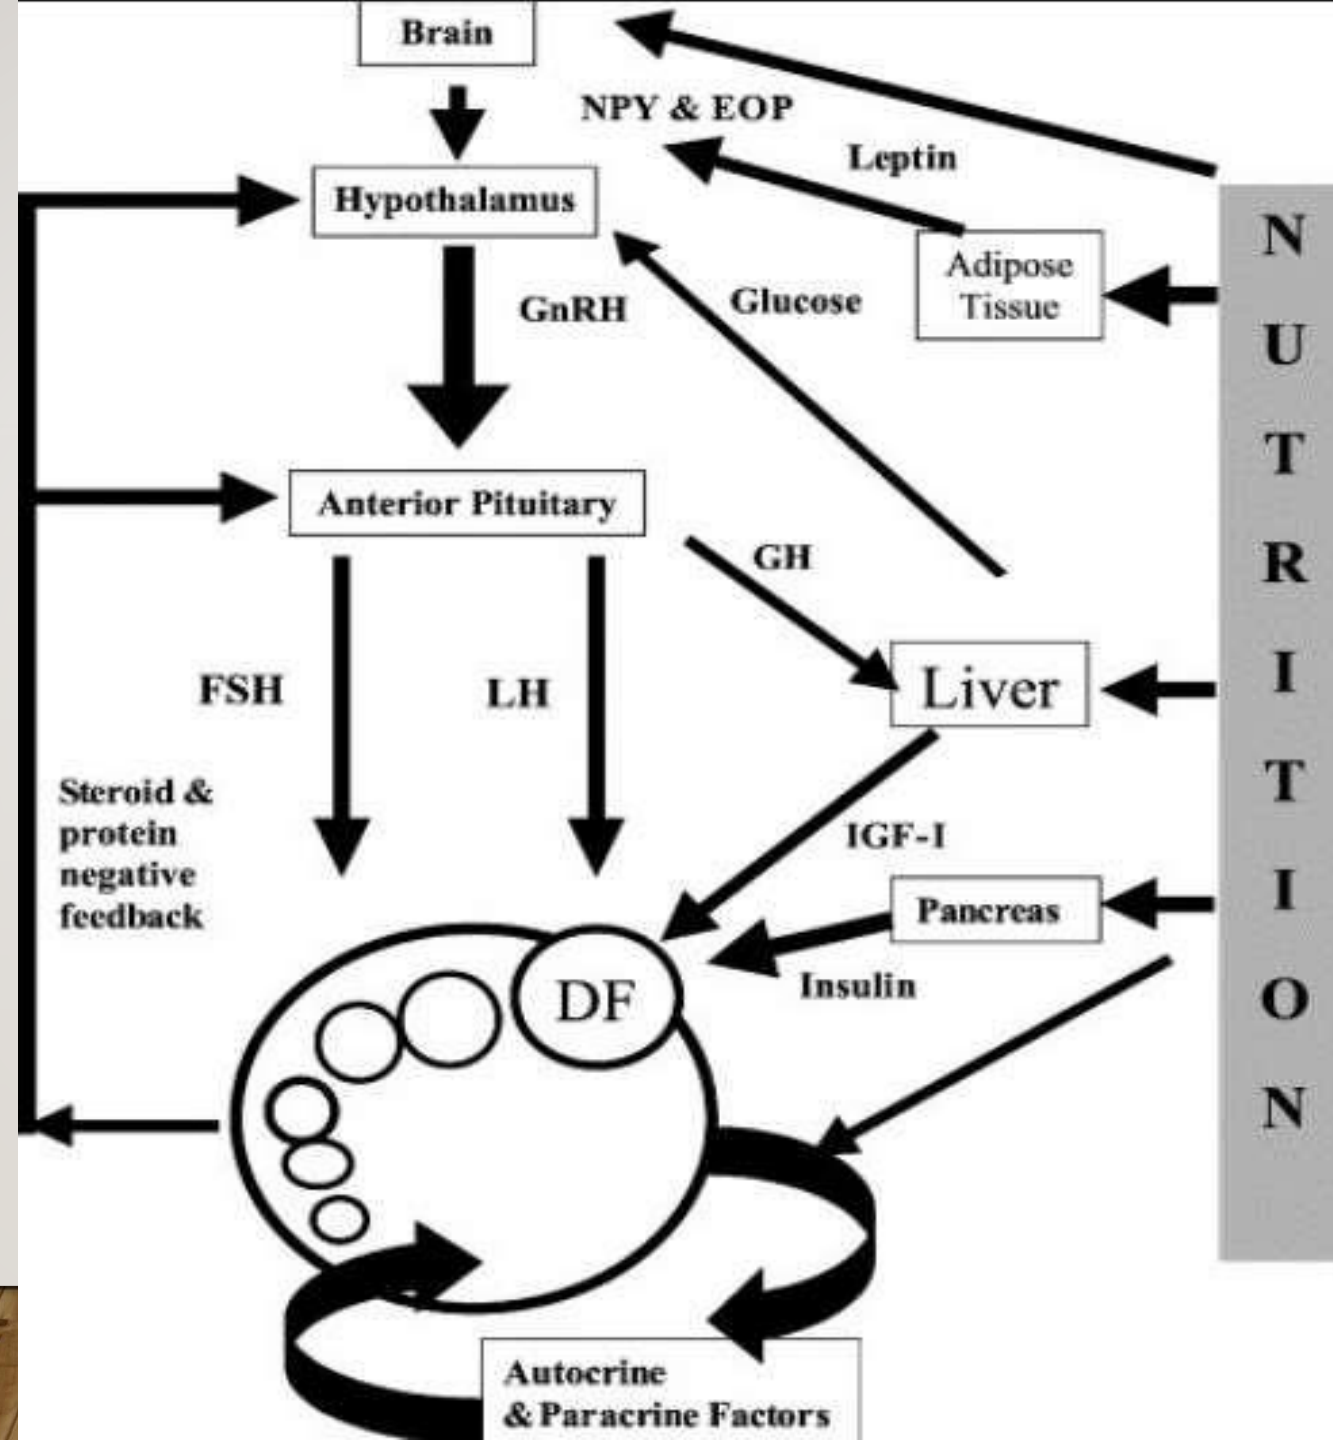 Brain
NPY & EOP
Leptin
Hypothalamus
Adipose
Tissue
GnRH
Glucose
Anterior Pituitary
GH
FSH
LH
Liver
Steroid &
protein
negative
feedback
IGF-I
Pancreas
Insulin
DF
Autocrine
& Paracrine Factors
N
U
T
R
I
T
I
O
N